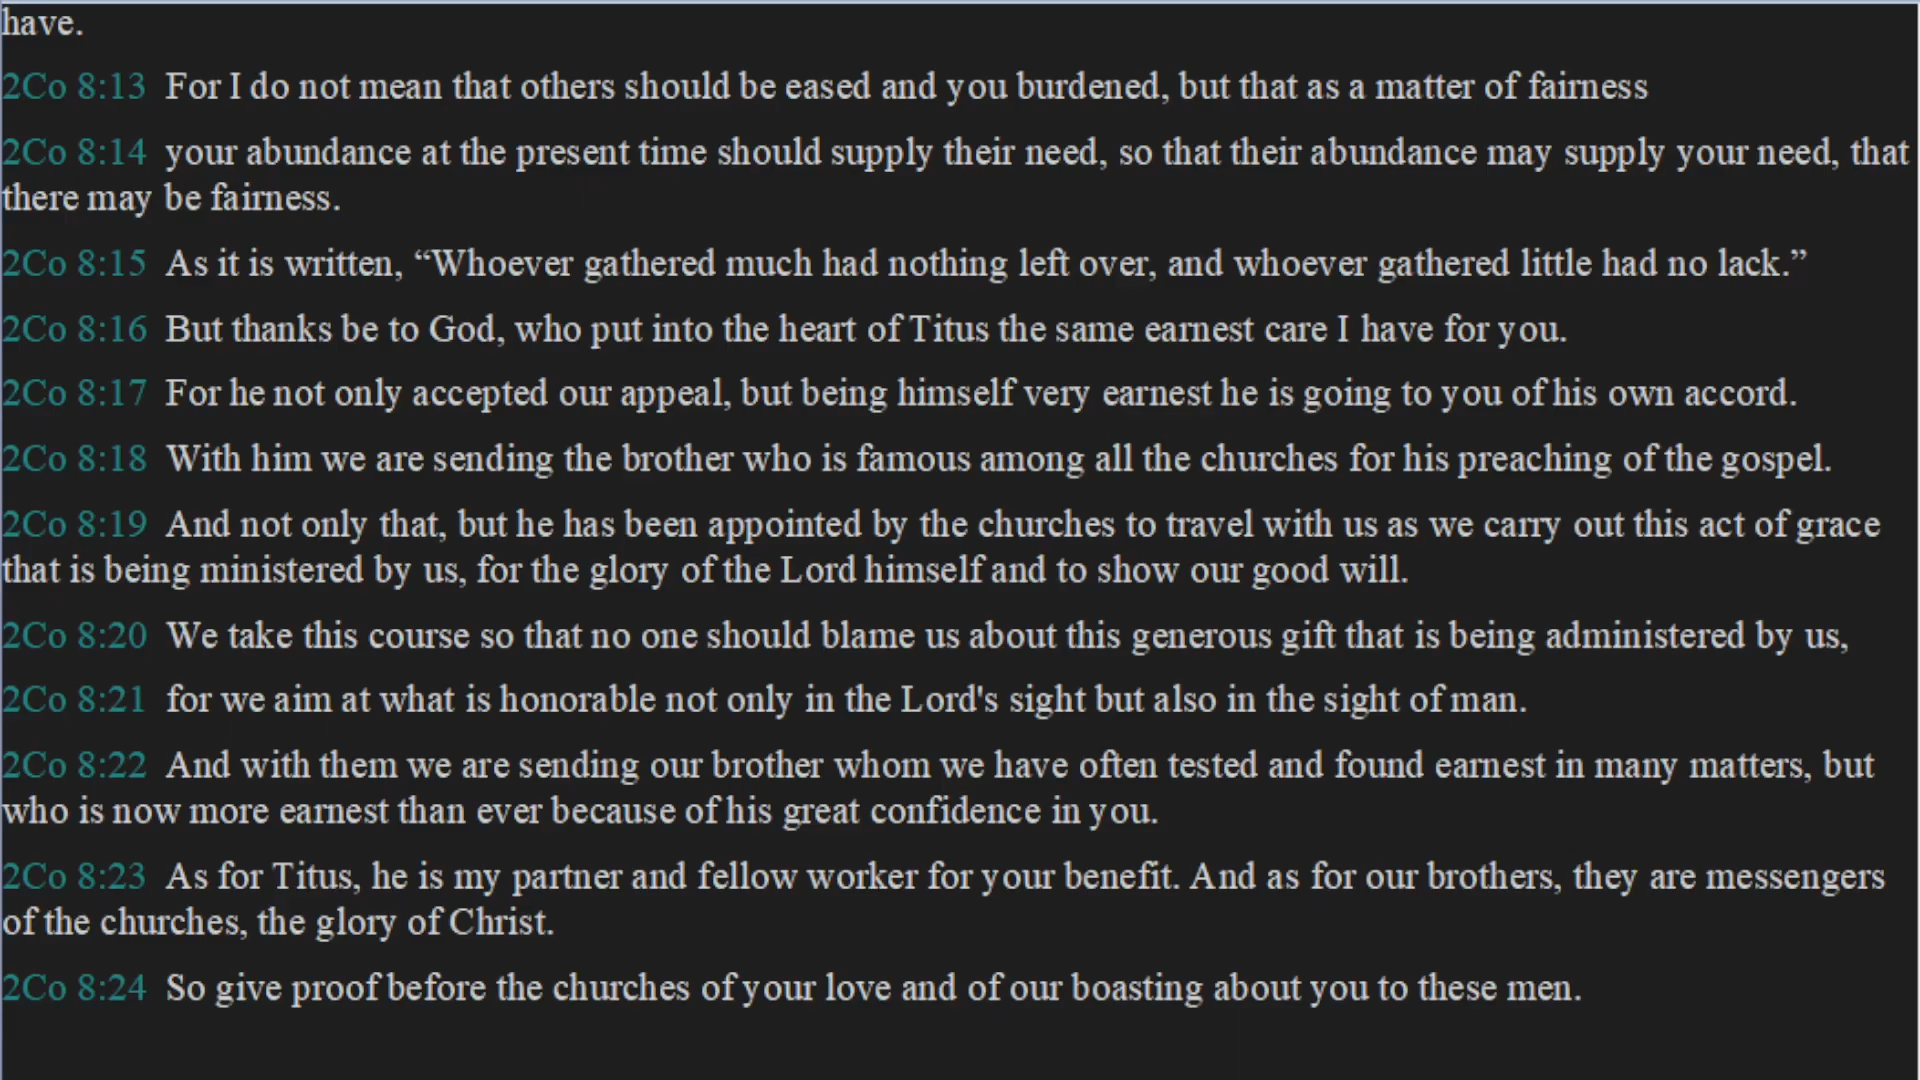 have.
2Co 8:13 For I do not mean that others should be eased and you burdened, but that as a matter of fairness
2Co 8:14 your abundance at the present time should supply their need, so that their abundance may supply your need, that
there may be fairness.
2Co 8:15 As it is written, “Whoever gathered much had nothing left over, and whoever gathered little had no lack.”
2Co 8:16 But thanks be to God, who put into the heart of Titus the same earnest care I have for you.
2Co 8:17 For he not only accepted our appeal, but being himself very earnest he is going to you of his own accord.
2Co 8:18 With him we are sending the brother who is famous among all the churches for his preaching of the gospel.
2Co 8:19 And not only that, but he has been appointed by the churches to travel with us as we carry out this act of grace
that is being ministered by us, for the glory of the Lord himself and to show our good will.
2Co 8:20 We take this course so that no one should blame us about this generous gift that is being administered by us,
2Co 8:21 for we aim at what is honorable not only in the Lord's sight but also in the sight of man.
2Co 8:22 And with them we are sending our brother whom we have often tested and found earnest in many matters, but
who is now more earnest than ever because of his great confidence in you.
2Co 8:23 As for Titus, he is my partner and fellow worker for your benefit. And as for our brothers, they are messengers
of the churches, the glory of Christ.
2Co 8:24 So give proof before the churches of your love and of our boasting about you to these men.